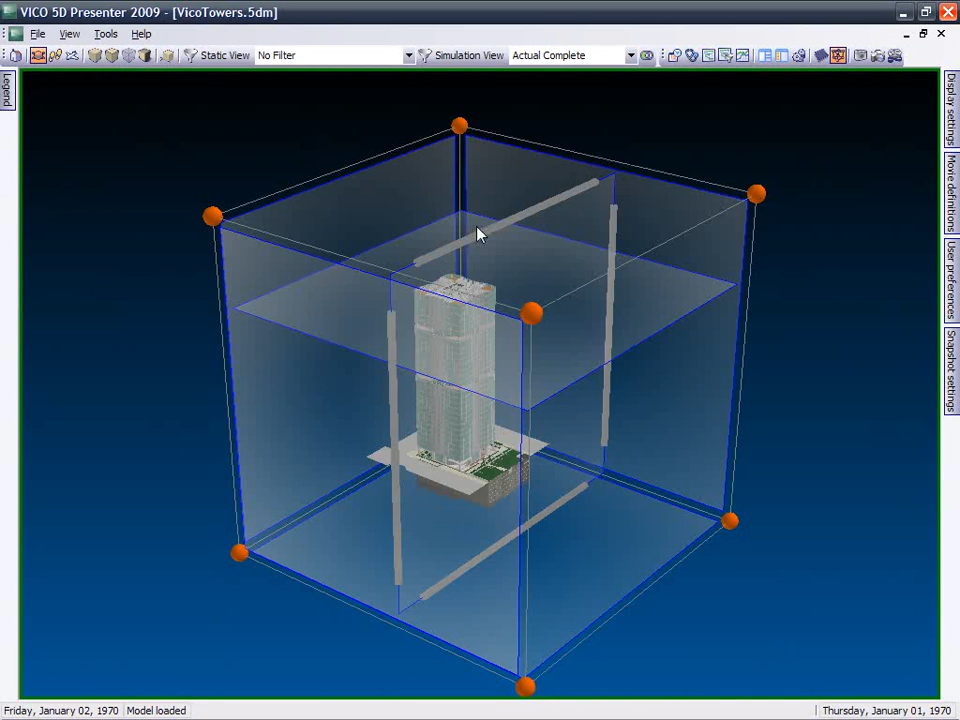 VICO 5D Presenter 2009 - [VicoTowers.5dm]
File View Tools Help
Static View No Filter Simulation View Actual Complete
Legend
Display settings
Movie definitions
User preferences
Snapshot settings
Friday, January 02, 1970 Model loaded Thursday, January 01, 1970